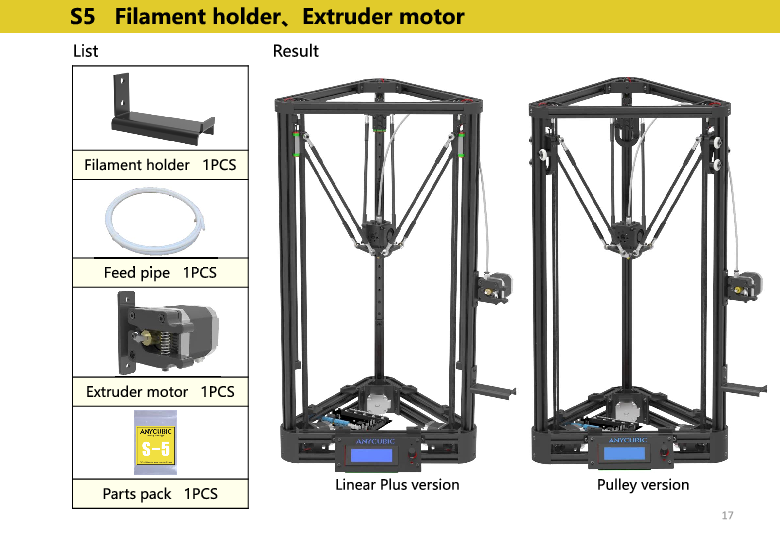 S5 Filament holder、Extruder motor
List
Result
Filament holder 1PCS
Feed pipe 1PCS
Extruder motor 1PCS
ANYCUBIC
S-5
Parts pack 1PCS
ANYCUBIC
Linear Plus version
ANYCUBIC
Pulley version
17